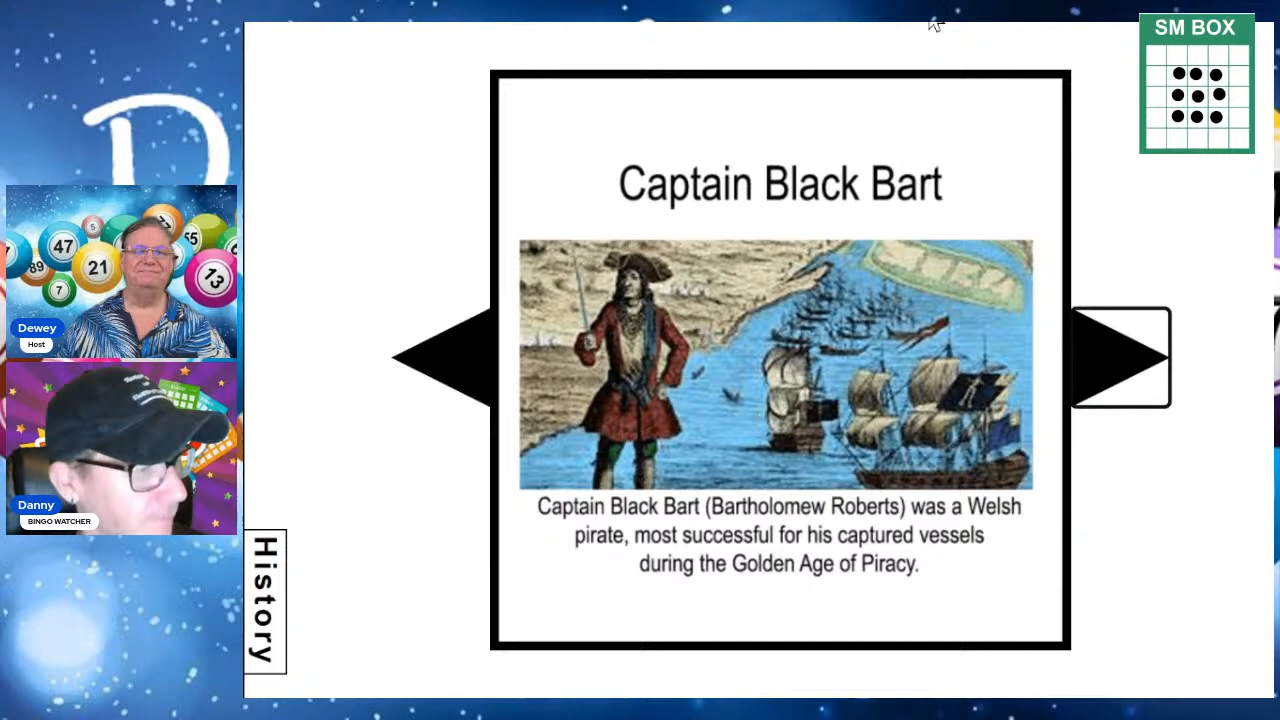 SM BOX
D
Captain Black Bart
Captain Black Bart (Bartholomew Roberts) was a Welsh
pirate, most successful for his captured vessels
during the Golden Age of Piracy.
47
5
55
89
21
13
7
Dewey
Host
Danny
BINGO WATCHER
History